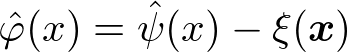 φ̂(x) = ψ̂(x) − ξ(𝒙)